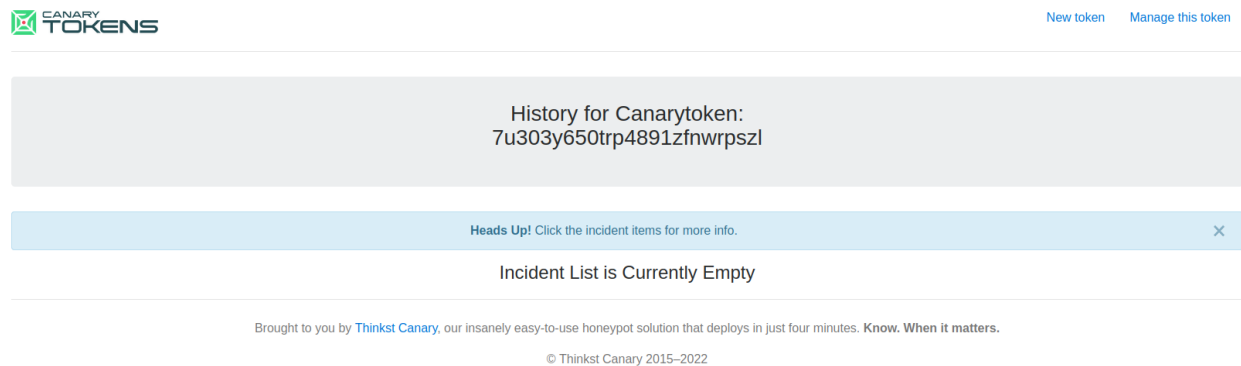 CANARY
TOKENS
New token Manage this token
History for Canarytoken:
7u303y650trp4891zfnwrpszl
Heads Up! Click the incident items for more info. ×
Incident List is Currently Empty
Brought to you by Thinkst Canary, our insanely easy-to-use honeypot solution that deploys in just four minutes. Know. When it matters.
© Thinkst Canary 2015–2022